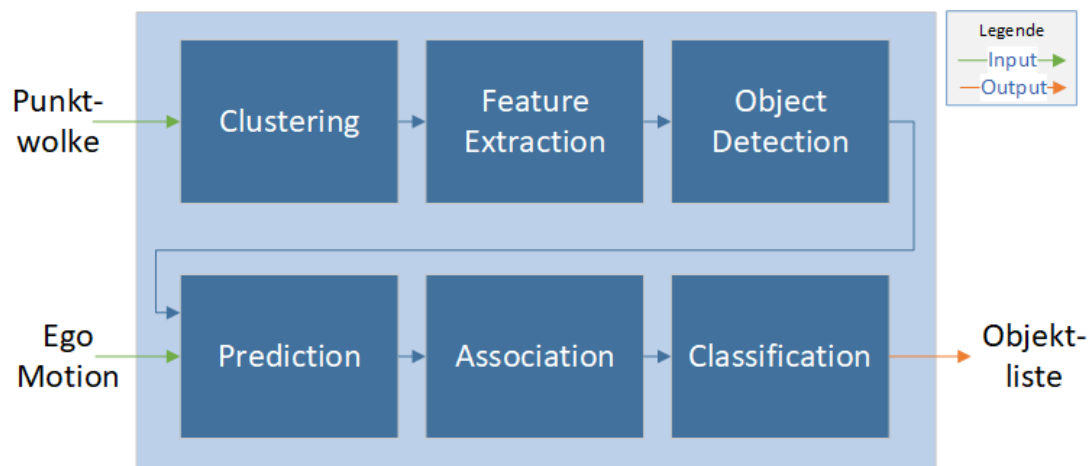 Punkt-
wolke
Clustering
Feature
Extraction
Object
Detection
Legende
Input
Output
Ego
Motion
Prediction
Association
Classification
Objekt-
liste